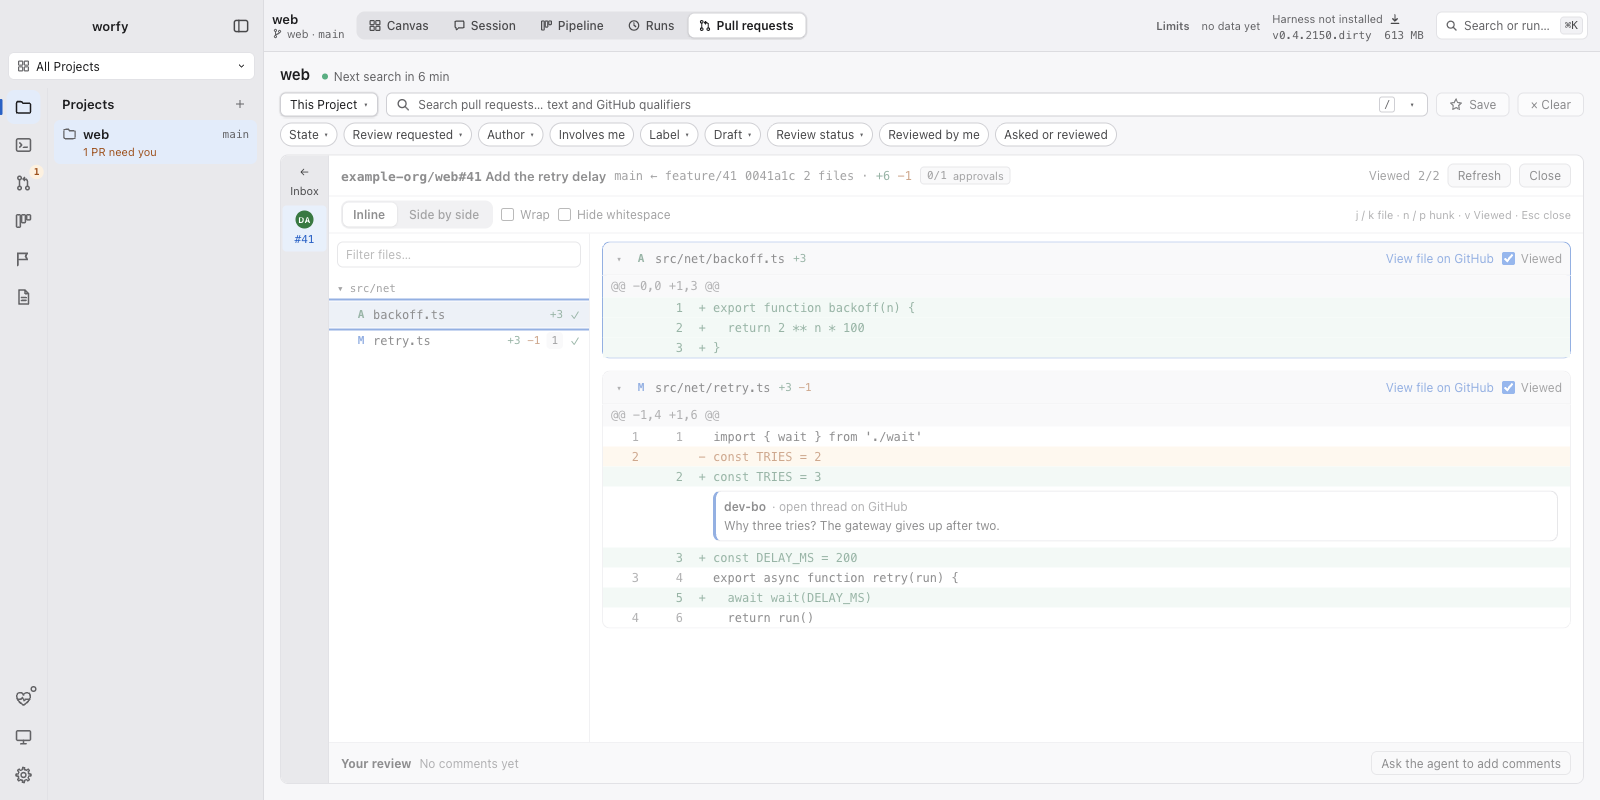 worfy
All Projects
Projects +
web main
1 PR need you
1
web
web · main
Canvas Session Pipeline Runs Pull requests
Limits no data yet
Harness not installed
v0.4.2150.dirty 613 MB
Search or run... ⌘K
web Next search in 6 min
This Project Search pull requests... text and GitHub qualifiers / Save × Clear
State Review requested Author Involves me Label Draft Review status Reviewed by me Asked or reviewed
← Inbox
DA
#41
example-org/web#41 Add the retry delay main ← feature/41 0041a1c 2 files · +6 −1 0/1 approvals Viewed 2/2 Refresh Close
Inline Side by side Wrap Hide whitespace j / k file · n / p hunk · v Viewed · Esc close
Filter files...
src/net
A backoff.ts +3 ✓
M retry.ts +3 −1 1 ✓
A src/net/backoff.ts +3 View file on GitHub Viewed
@@ −0,0 +1,3 @@
1 + export function backoff(n) {
2 + return 2 ** n * 100
3 + }
M src/net/retry.ts +3 −1 View file on GitHub Viewed
@@ −1,4 +1,6 @@
1 1 import { wait } from './wait'
2 − const TRIES = 2
2 + const TRIES = 3
dev-bo · open thread on GitHub
Why three tries? The gateway gives up after two.
3 + const DELAY_MS = 200
3 4 export async function retry(run) {
5 + await wait(DELAY_MS)
4 6 return run()
Your review No comments yet Ask the agent to add comments